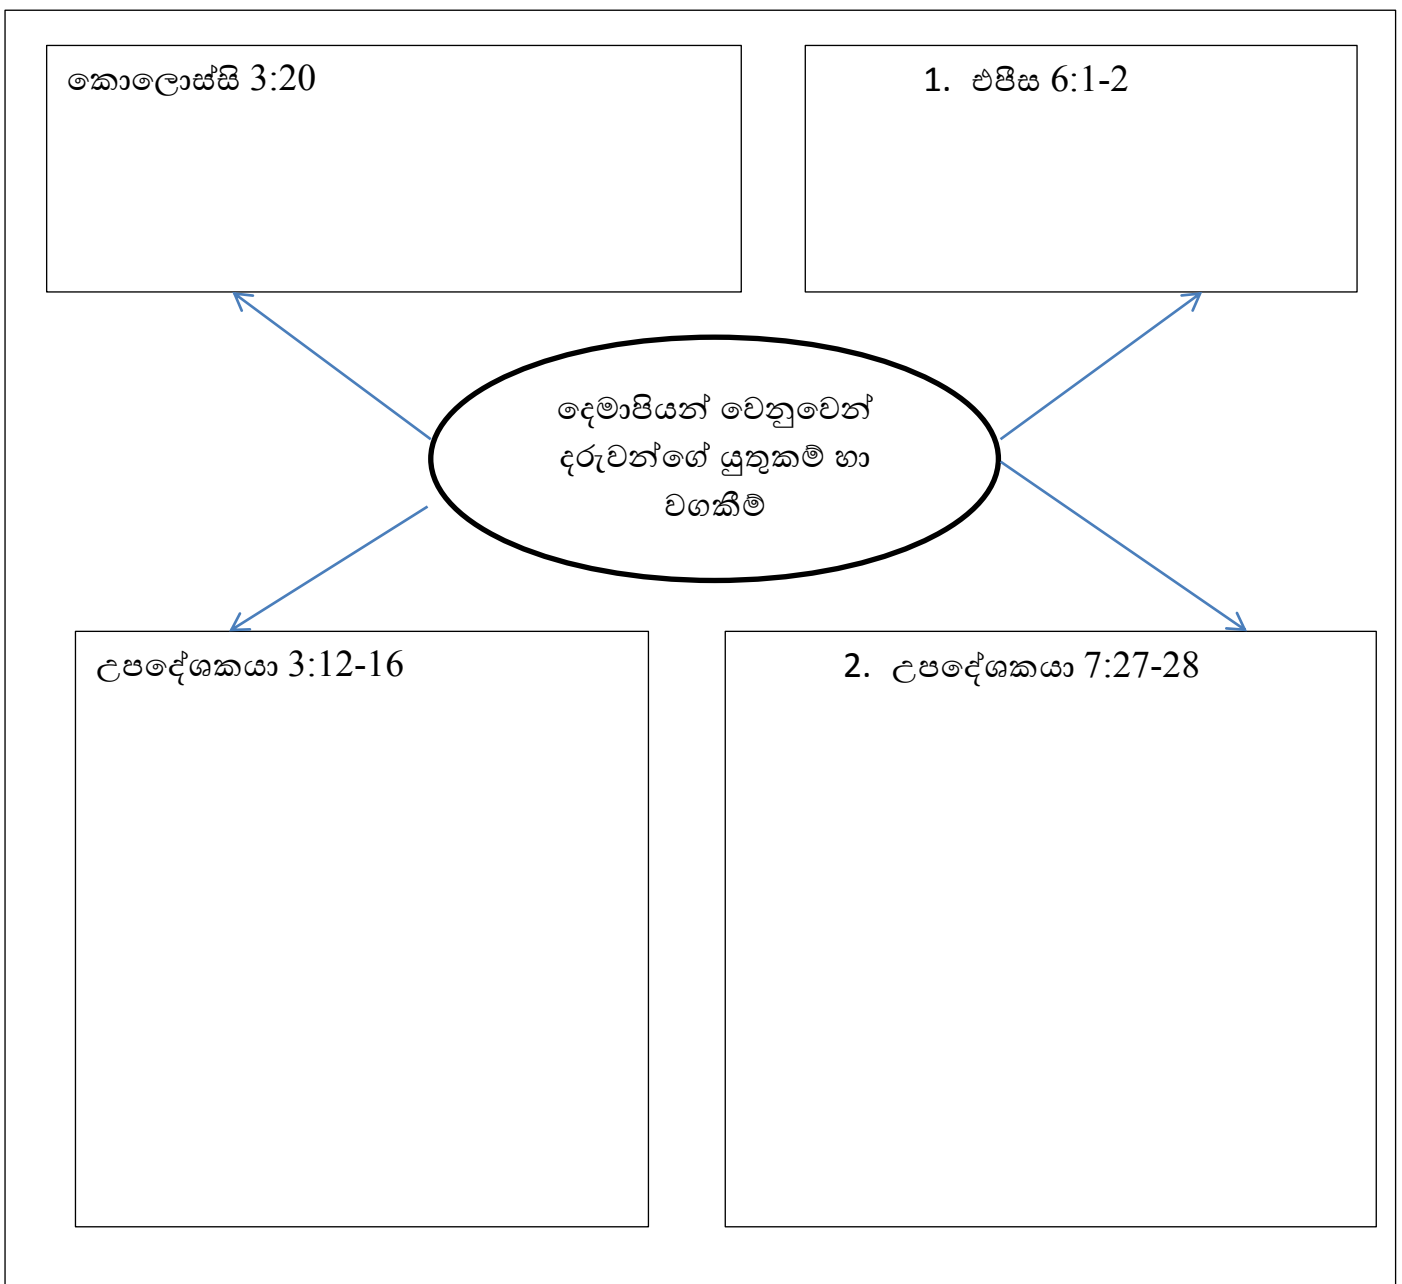 කොලොස්සි 3:20
1. එපීස 6:1-2
දෙමාපියන් වෙනුවෙන්
දරුවන්ගේ යුතුකම් හා
වගකීම්
උපදේශකයා 3:12-16
2. උපදේශකයා 7:27-28